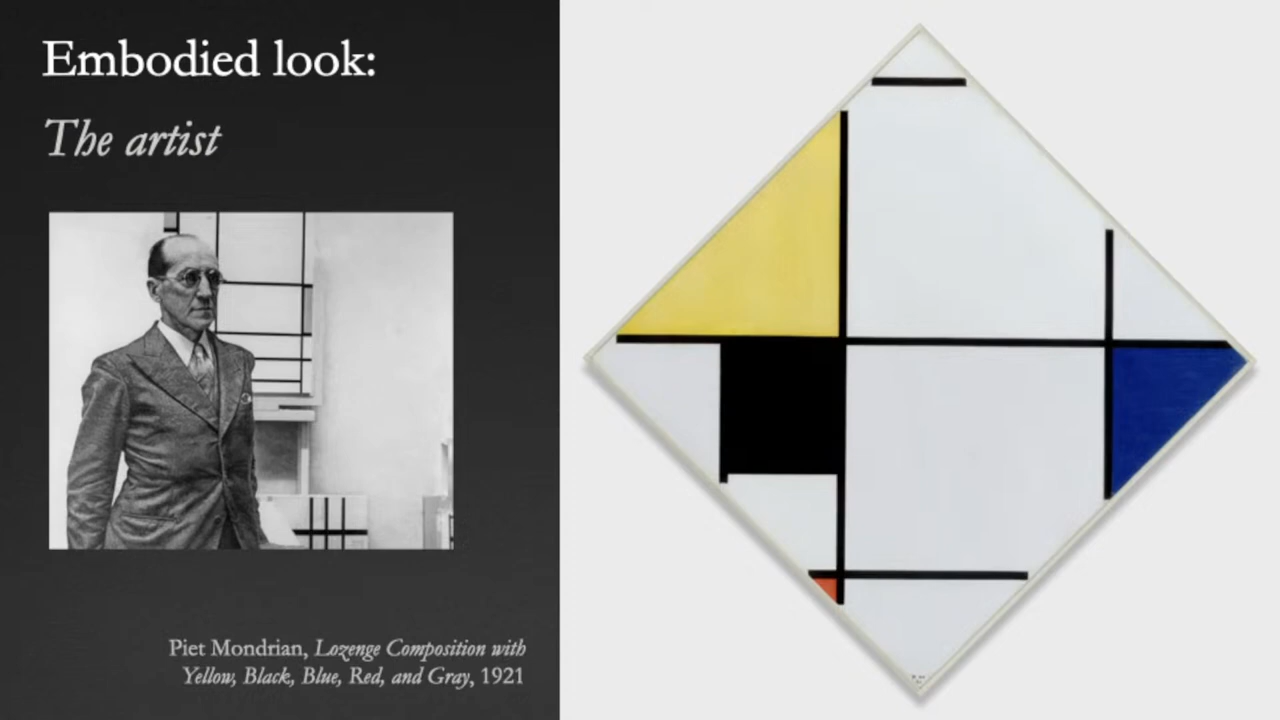 Embodied look:
The artist
Piet Mondrian, Lozenge Composition with
Yellow, Black, Blue, Red, and Gray, 1921